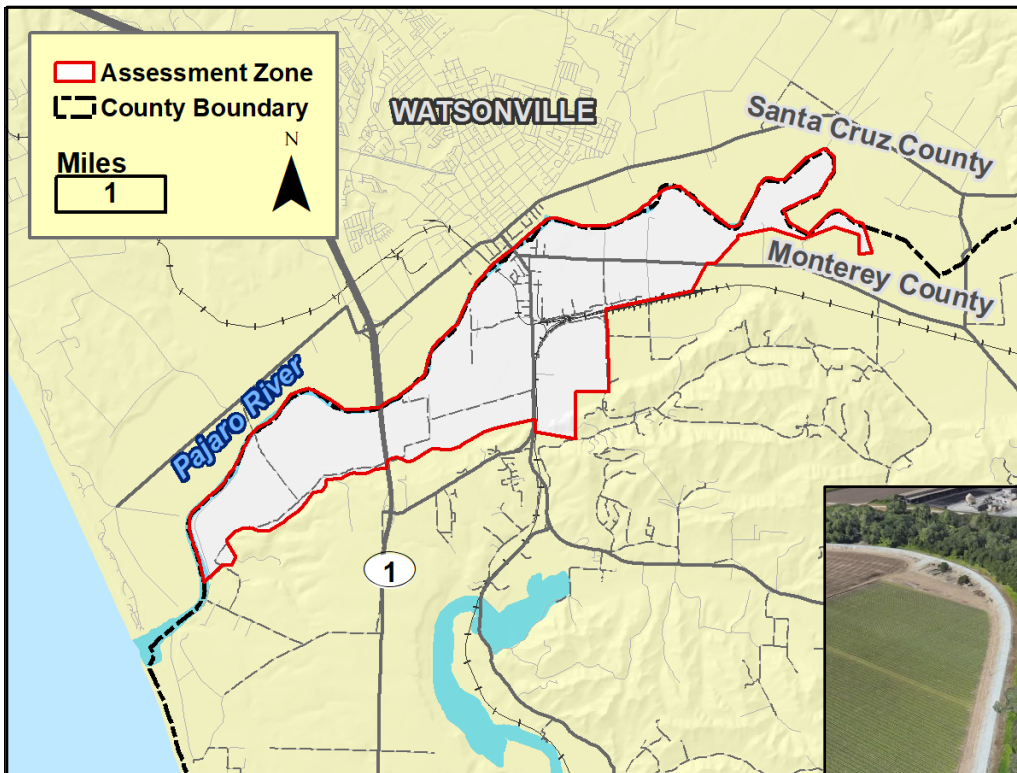 Assessment Zone
County Boundary
Miles
1
N
WATSONVILLE
Santa Cruz County
Monterey County
Pajaro River
1